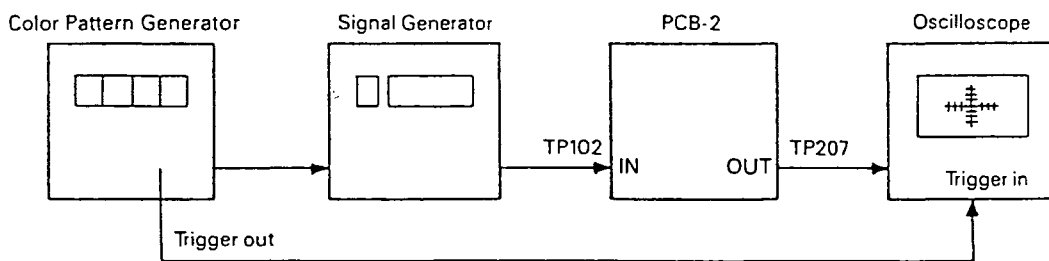 Color Pattern Generator
Signal Generator
PCB-2
Oscilloscope
TP102
IN
OUT
TP207
Trigger in
Trigger out